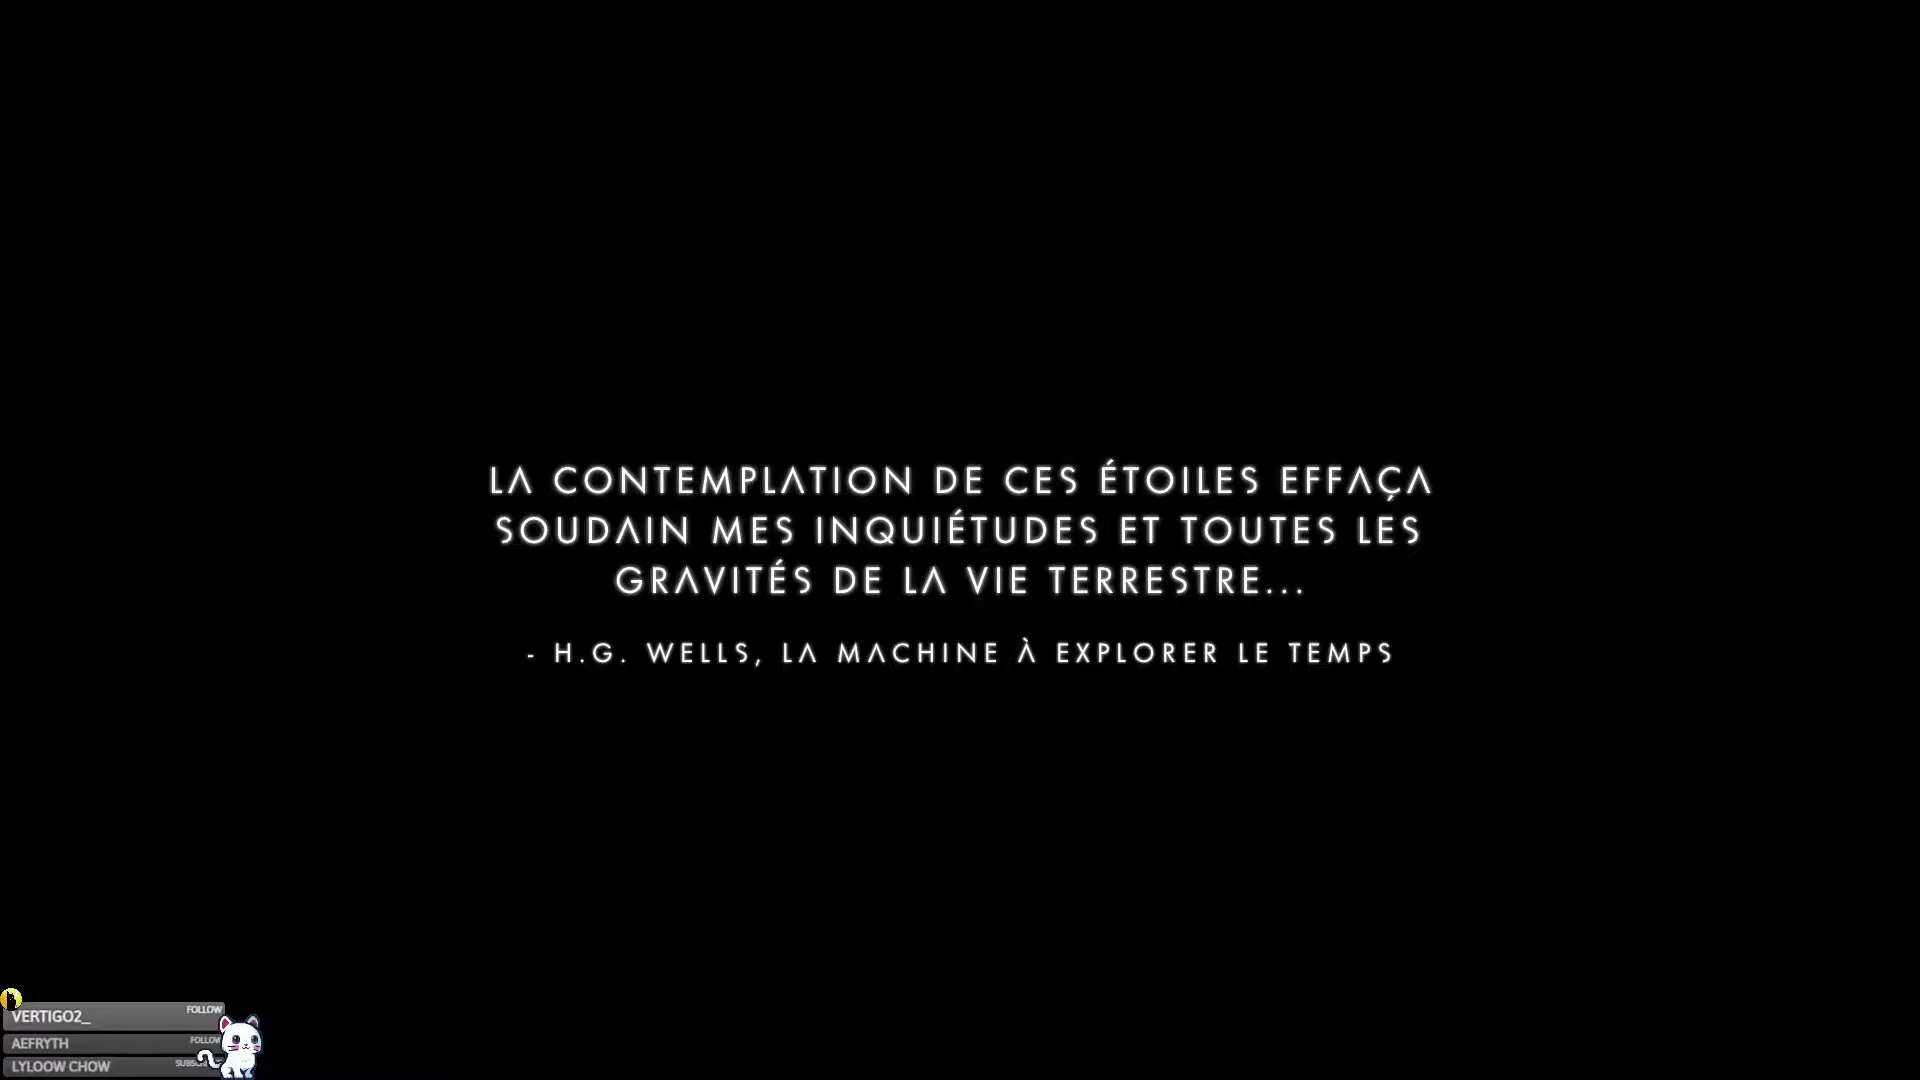 LA CONTEMPLATION DE CES ÉTOILES EFFAÇA
SOUDAIN MES INQUIÉTUDES ET TOUTES LES
GRAVITÉS DE LA VIE TERRESTRE...
- H.G. WELLS, LA MACHINE À EXPLORER LE TEMPS
VERTIGO2_ FOLLOW
AEFRYTH FOLLOW
LYLOOW CHOW